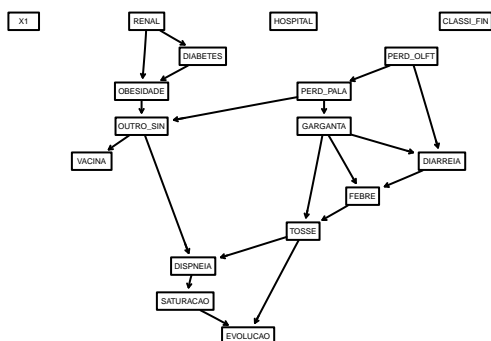 X1 RENAL HOSPITAL CLASSI_FIN
DIABETES PERD_OLFT
OBESIDADE PERD_PALA
OUTRO_SIN GARGANTA
VACINA DIARREIA
FEBRE
TOSSE
DISPNEIA
SATURACAO
EVOLUCAO